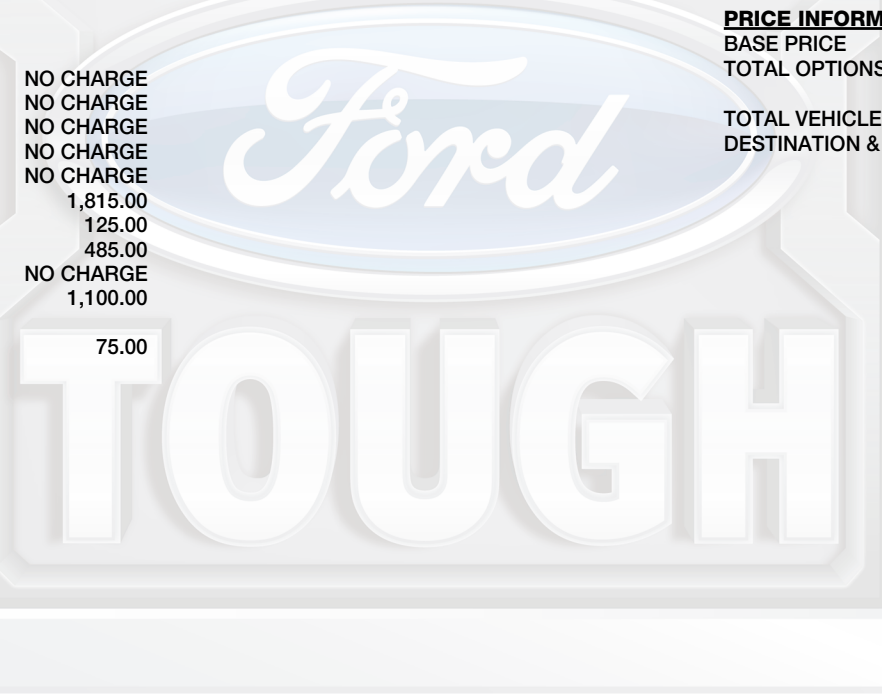 PRICE INFORM
BASE PRICE
TOTAL OPTIONS
TOTAL VEHICLE
DESTINATION &
NO CHARGE
NO CHARGE
NO CHARGE
NO CHARGE
NO CHARGE
1,815.00
125.00
485.00
NO CHARGE
1,100.00
75.00
Ford
TOUGH